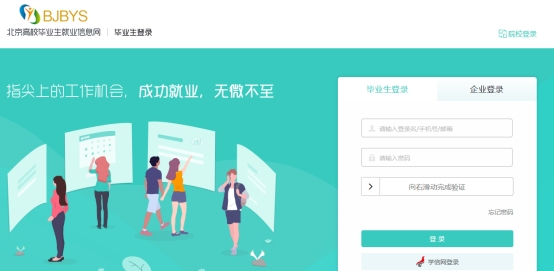 BJBYS
北京高校毕业生就业信息网 | 毕业生登录
院校登录
指尖上的工作机会，成功就业，无微不至
毕业生登录
企业登录
请输入登录名/手机号/邮箱
请输入密码
向右滑动完成验证
忘记密码
登录
学信网登录